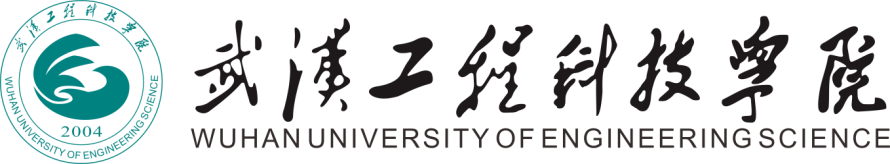 武漢工程科技学院
WUHAN UNIVERSITY OF ENGINEERING SCIENCE
2004
武漢工程科技學院
WUHAN UNIVERSITY OF ENGINEERING SCIENCE